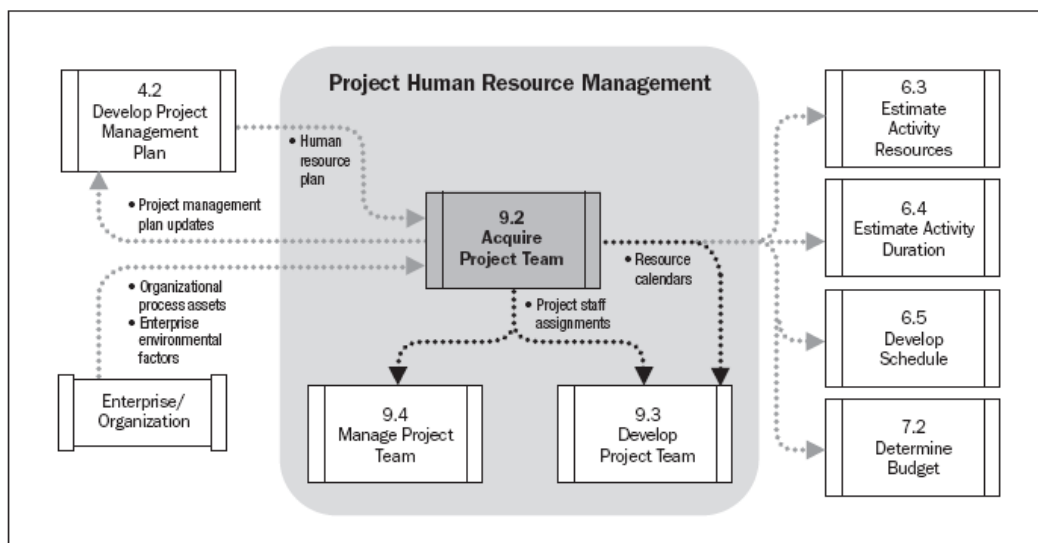 Project Human Resource Management
4.2
Develop Project
Management
Plan
• Human
resource
plan
• Project management
plan updates
9.2
Acquire
Project Team
• Organizational
process assets
• Enterprise
environmental
factors
• Resource
calendars
• Project staff
assignments
Enterprise/
Organization
9.4
Manage Project
Team
9.3
Develop
Project Team
6.3
Estimate
Activity
Resources
6.4
Estimate Activity
Duration
6.5
Develop
Schedule
7.2
Determine
Budget